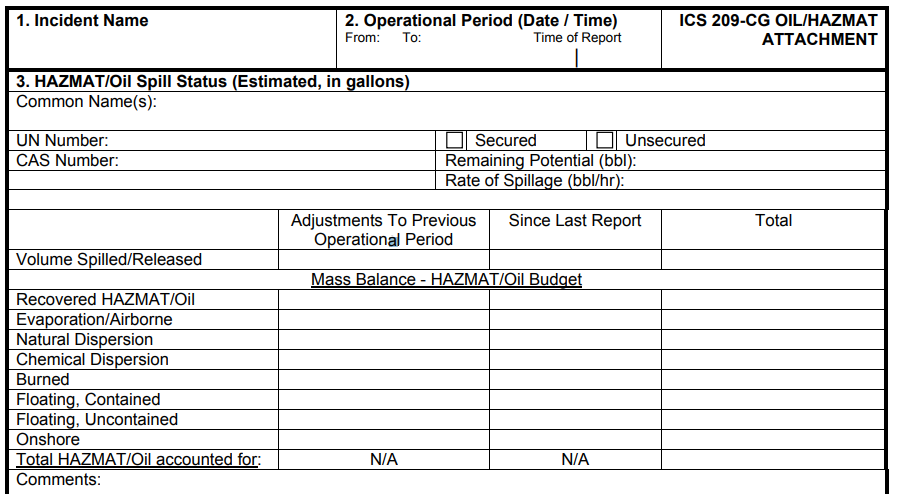 1. Incident Name
2. Operational Period (Date / Time)
From: To: Time of Report
ICS 209-CG OIL/HAZMAT
ATTACHMENT
3. HAZMAT/Oil Spill Status (Estimated, in gallons)
Common Name(s):
UN Number:
Secured
Unsecured
CAS Number:
Remaining Potential (bbl):
Rate of Spillage (bbl/hr):
Adjustments To Previous
Operational Period
Since Last Report
Total
Volume Spilled/Released
Mass Balance - HAZMAT/Oil Budget
Recovered HAZMAT/Oil
Evaporation/Airborne
Natural Dispersion
Chemical Dispersion
Burned
Floating, Contained
Floating, Uncontained
Onshore
Total HAZMAT/Oil accounted for: N/A N/A
Comments: